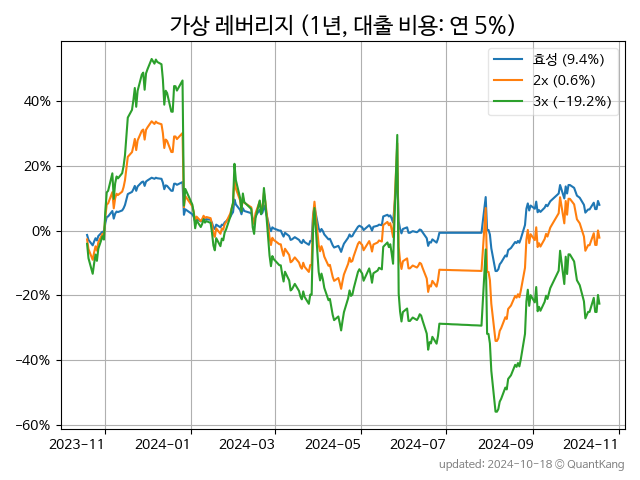 가상 레버리지 (1년, 대출 비용: 연 5%)
효성 (9.4%)
2x (0.6%)
3x (−19.2%)
40%
20%
0%
−20%
−40%
−60%
2023-11 2024-01 2024-03 2024-05 2024-07 2024-09 2024-11
updated: 2024-10-18 © QuantKang